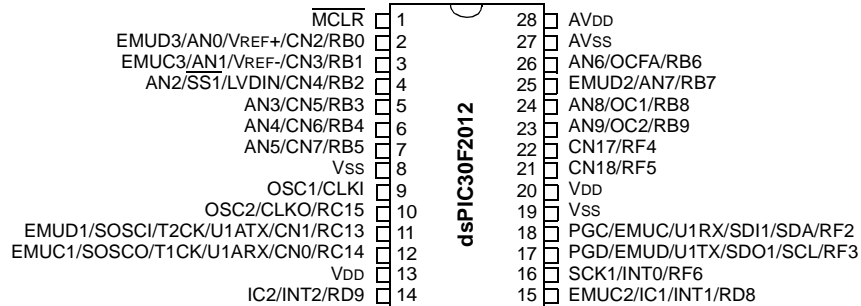 MCLR 1 28 AVDD
EMUD3/AN0/VREF+/CN2/RB0 2 27 AVSS
EMUC3/AN1/VREF-/CN3/RB1 3 26 AN6/OCFA/RB6
AN2/SS1/LVDIN/CN4/RB2 4 25 EMUD2/AN7/RB7
AN3/CN5/RB3 5 24 AN8/OC1/RB8
AN4/CN6/RB4 6 23 AN9/OC2/RB9
AN5/CN7/RB5 7 22 CN17/RF4
VSS 8 21 CN18/RF5
OSC1/CLKI 9 20 VDD
OSC2/CLKO/RC15 10 19 VSS
EMUD1/SOSCI/T2CK/U1ATX/CN1/RC13 11 18 PGC/EMUC/U1RX/SDI1/SDA/RF2
EMUC1/SOSCO/T1CK/U1ARX/CN0/RC14 12 17 PGD/EMUD/U1TX/SDO1/SCL/RF3
VDD 13 16 SCK1/INT0/RF6
IC2/INT2/RD9 14 15 EMUC2/IC1/INT1/RD8
dsPIC30F2012